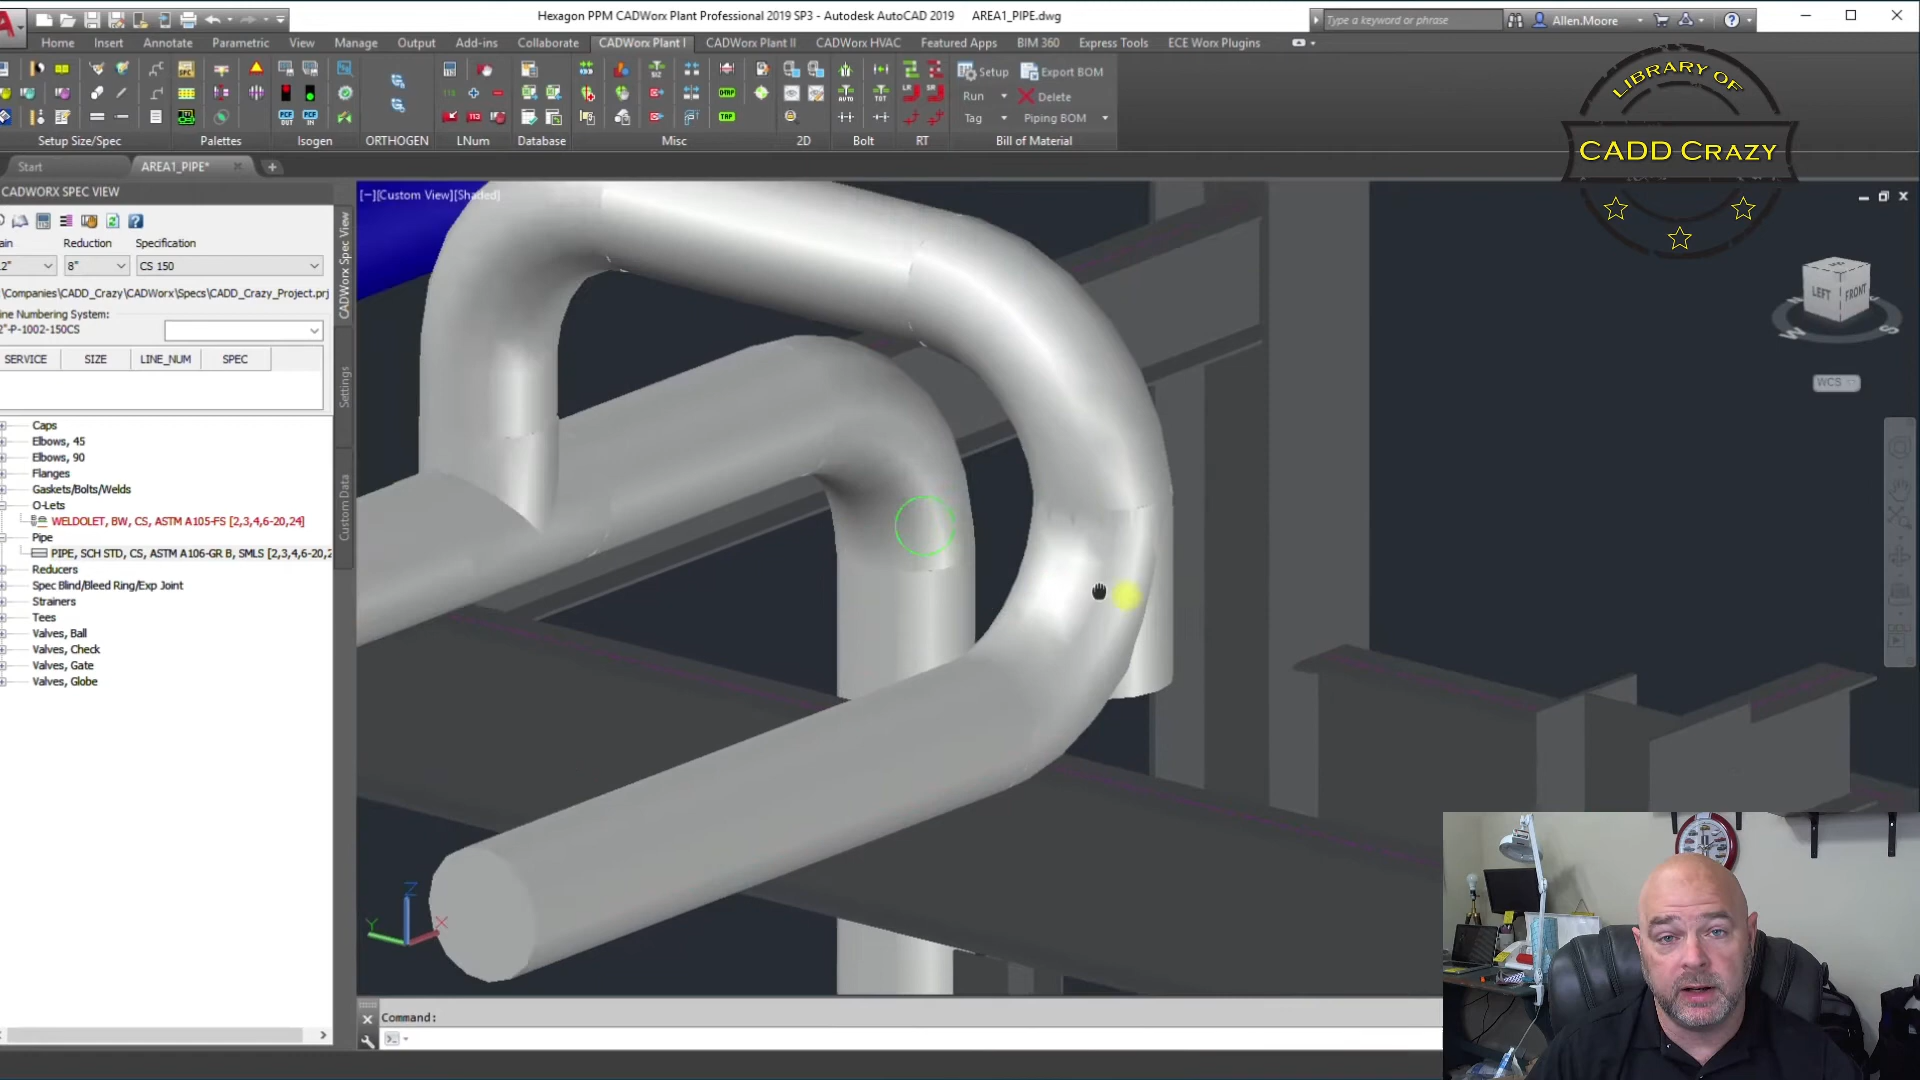 Hexagon PPM CADWorx Plant Professional 2019 SP3 - Autodesk AutoCAD 2019 AREA1_PIPE.dwg
Type a keyword or phrase
Allen.Moore
Home Insert Annotate Parametric View Manage Output Add-ins Collaborate CADWorx Plant I CADWorx Plant II CADWorx HVAC Featured Apps BIM 360 Express Tools ECE Worx Plugins
Setup Export BOM
Run Delete
Tag Piping BOM
Setup Size/Spec Palettes Isogen ORTHOGEN LNum Database Misc 2D Bolt RT Bill of Material
LIBRARY OF
CADD CRAZY
Start AREA1_PIPE*
CADWORX SPEC VIEW
[−][Custom View][Shaded]
ain Reduction Specification
2" 8" CS 150
\Companies\CADD_Crazy\CADWorx\Specs\CADD_Crazy_Project.prj
ine Numbering System:
2"-P-1002-150CS
SERVICE SIZE LINE_NUM SPEC
Caps
Elbows, 45
Elbows, 90
Flanges
Gaskets/Bolts/Welds
O-Lets
WELDOLET, BW, CS, ASTM A105-FS [2,3,4,6-20,24]
Pipe
PIPE, SCH STD, CS, ASTM A106-GR B, SMLS [2,3,4,6-20,2
Reducers
Spec Blind/Bleed Ring/Exp Joint
Strainers
Tees
Valves, Ball
Valves, Check
Valves, Gate
Valves, Globe
CADWorx Spec View
Settings
Custom Data
LEFT FRONT
W S
WCS
Z
Y X
Command: